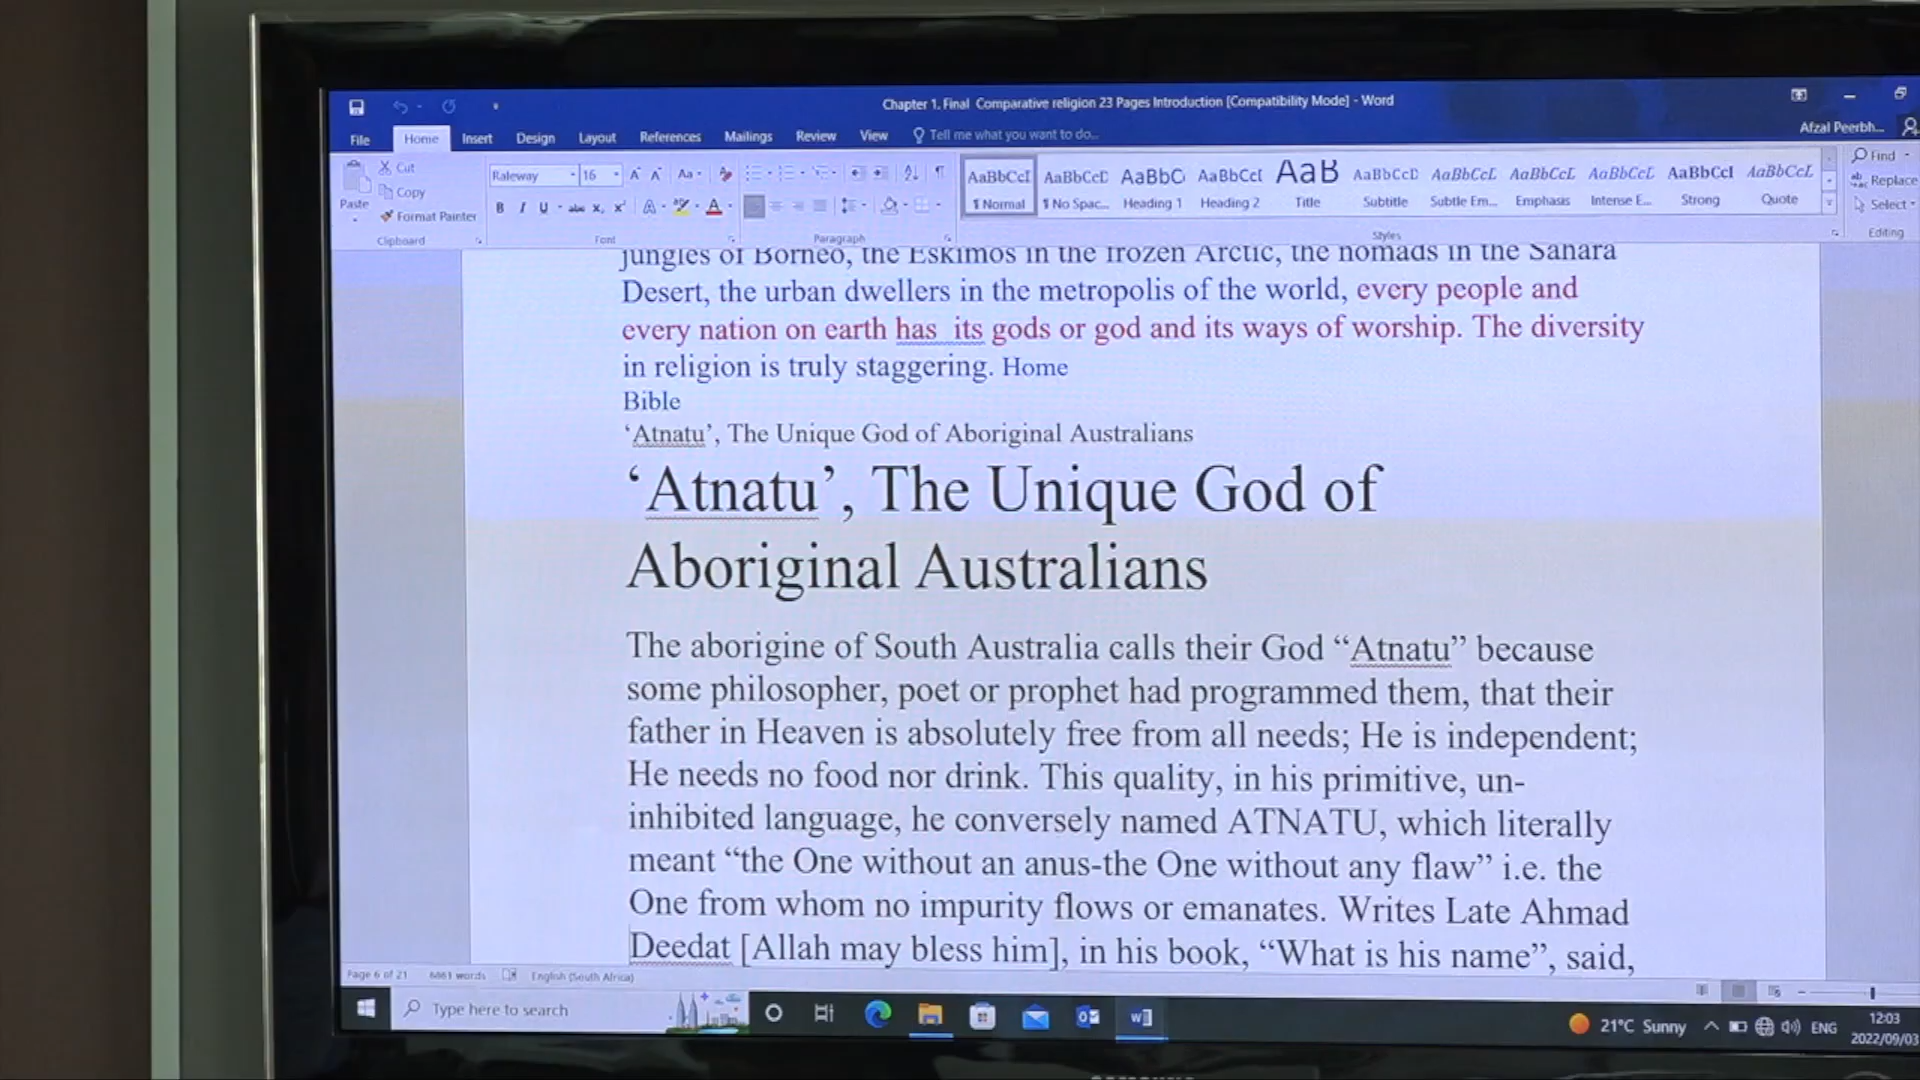 Chapter 1. Final  Comparative religion 23 Pages Introduction [Compatibility Mode] - Word
Afzal Peerbh...
File Home Insert Design Layout References Mailings Review View Tell me what you want to do...
Paste Cut Copy Format Painter
Clipboard
Raleway 16
Font
Paragraph
AaBbCcI AaBbCcD AaBbC AaBbCcI AaB AaBbCcD AaBbCcL AaBbCcL AaBbCcL AaBbCcI AaBbCcL
¶ Normal ¶ No Spac... Heading 1 Heading 2 Title Subtitle Subtle Em... Emphasis Intense E... Strong Quote
Styles
Find
Replace
Select
Editing
jungles of Borneo, the Eskimos in the frozen Arctic, the nomads in the Sahara
Desert, the urban dwellers in the metropolis of the world, every people and
every nation on earth has  its gods or god and its ways of worship. The diversity
in religion is truly staggering. Home
Bible
‘Atnatu’, The Unique God of Aboriginal Australians
‘Atnatu’, The Unique God of
Aboriginal Australians
The aborigine of South Australia calls their God “Atnatu” because
some philosopher, poet or prophet had programmed them, that their
father in Heaven is absolutely free from all needs; He is independent;
He needs no food nor drink. This quality, in his primitive, un-
inhibited language, he conversely named ATNATU, which literally
meant “the One without an anus-the One without any flaw” i.e. the
One from whom no impurity flows or emanates. Writes Late Ahmad
Deedat [Allah may bless him], in his book, “What is his name”, said,
Page 6 of 21 6881 words English (South Africa)
Type here to search
21°C Sunny ENG
12:03
2022/09/03